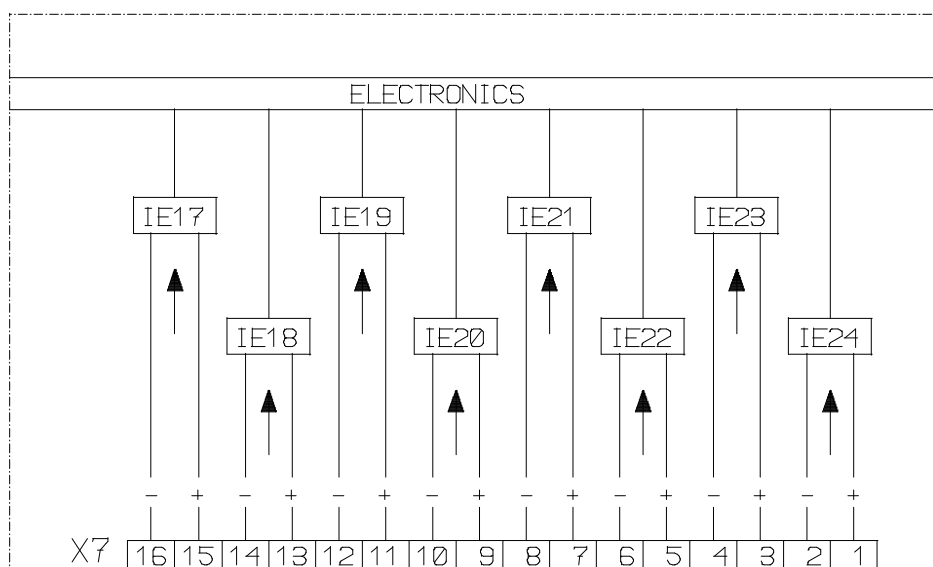 ELECTRONICS
IE17 IE19 IE21 IE23
IE18 IE20 IE22 IE24
- + - + - + - + - + - + - + - +
X7 16 15 14 13 12 11 10 9 8 7 6 5 4 3 2 1